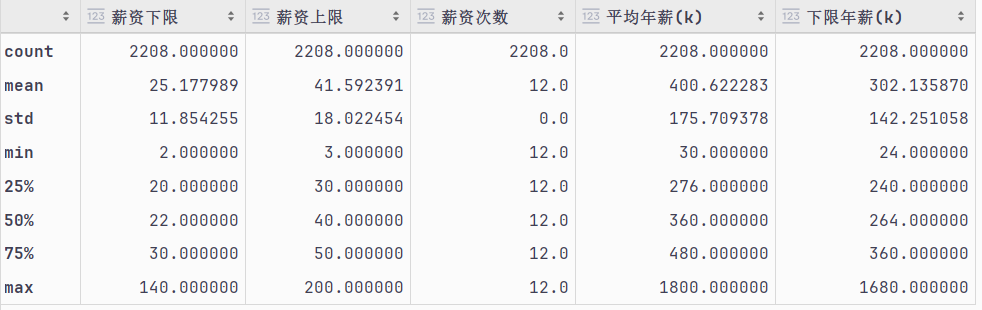 123 薪资下限 123 薪资上限 123 薪资次数 123 平均年薪(k) 123 下限年薪(k)
count 2208.000000 2208.000000 2208.0 2208.000000 2208.000000
mean 25.177989 41.592391 12.0 400.622283 302.135870
std 11.854255 18.022454 0.0 175.709378 142.251058
min 2.000000 3.000000 12.0 30.000000 24.000000
25% 20.000000 30.000000 12.0 276.000000 240.000000
50% 22.000000 40.000000 12.0 360.000000 264.000000
75% 30.000000 50.000000 12.0 480.000000 360.000000
max 140.000000 200.000000 12.0 1800.000000 1680.000000